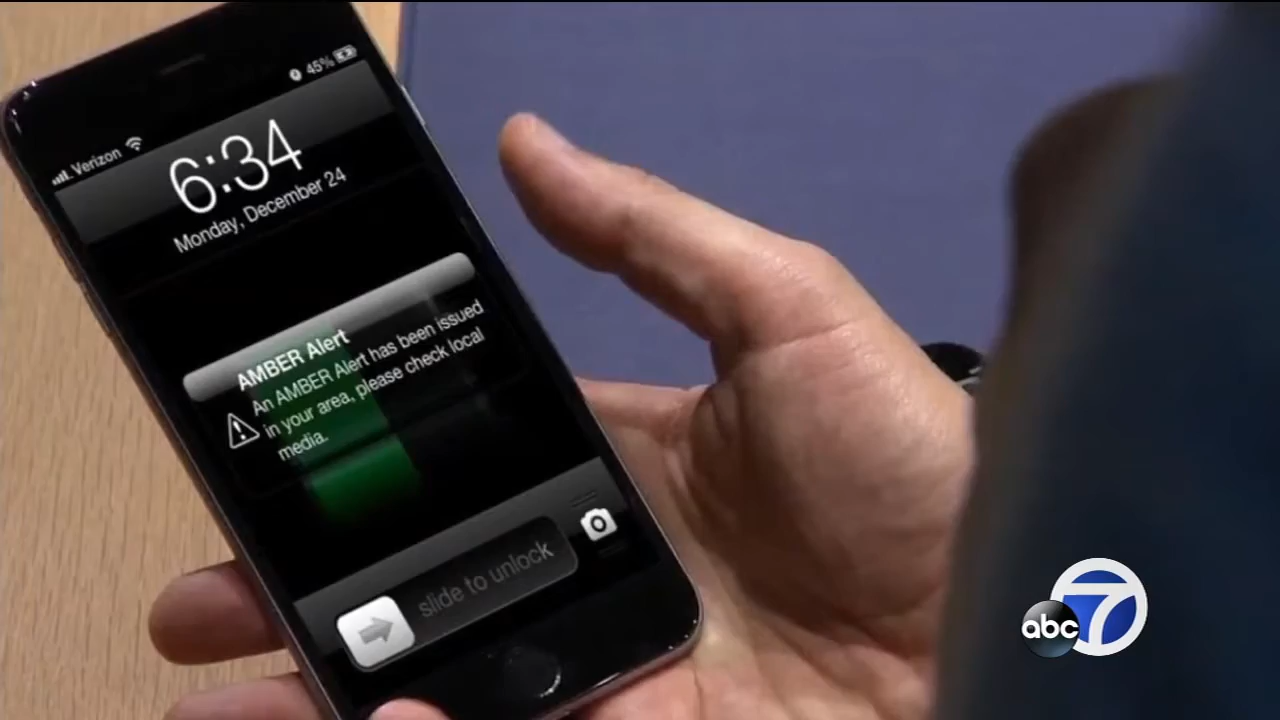 Verizon
45%
6:34
Monday, December 24
AMBER Alert
An AMBER Alert has been issued
in your area, please check local
media.
slide to unlock
abc 7